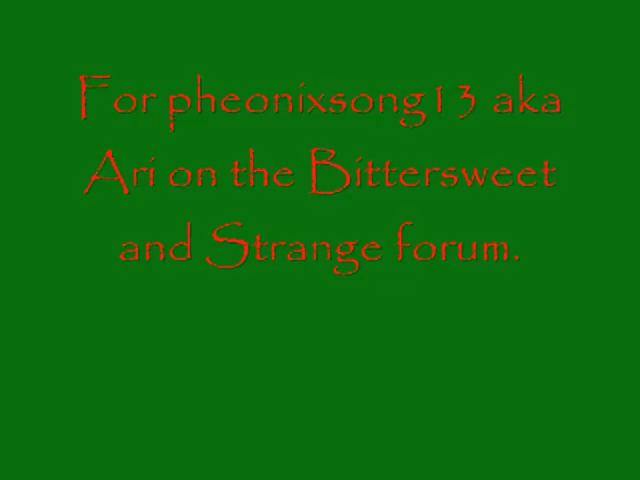 For pheonixsong13 aka
Ari on the Bittersweet
and Strange forum.